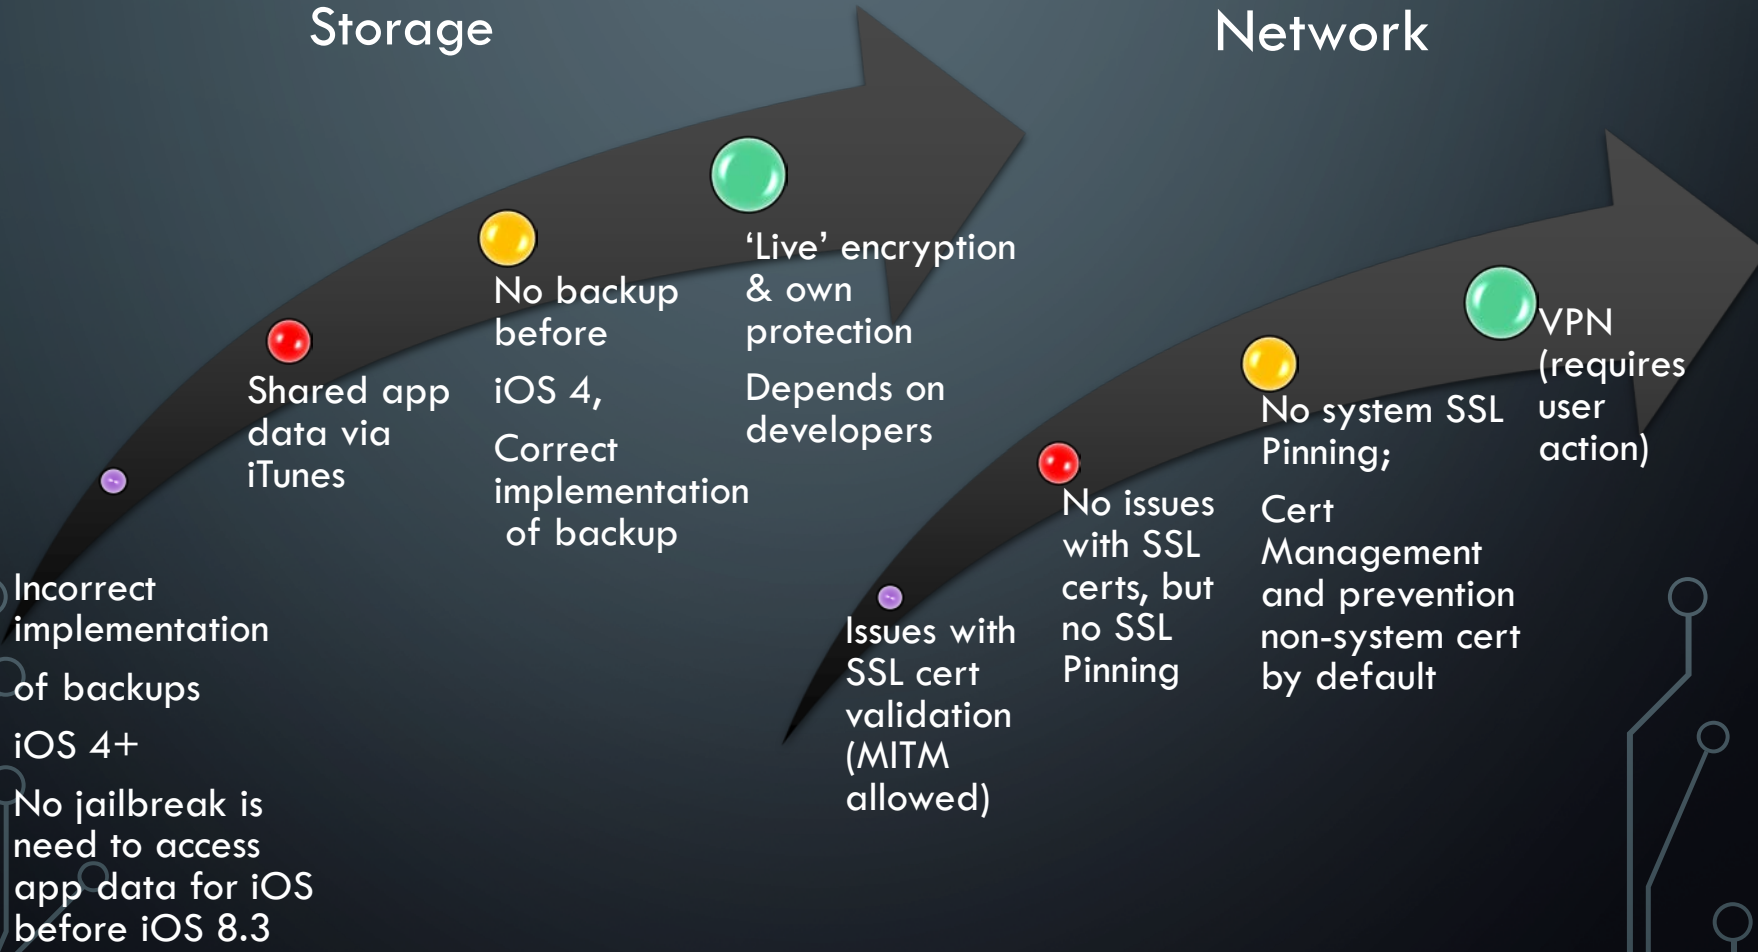 Storage
Incorrect
implementation
of backups
iOS 4+
No jailbreak is
need to access
app data for iOS
before iOS 8.3
Shared app
data via
iTunes
No backup
before
iOS 4,
Correct
implementation
of backup
‘Live’ encryption
& own
protection
Depends on
developers
Network
Issues with
SSL cert
validation
(MITM
allowed)
No issues
with SSL
certs, but
no SSL
Pinning
No system SSL
Pinning;
Cert
Management
and prevention
non-system cert
by default
VPN
(requires
user
action)